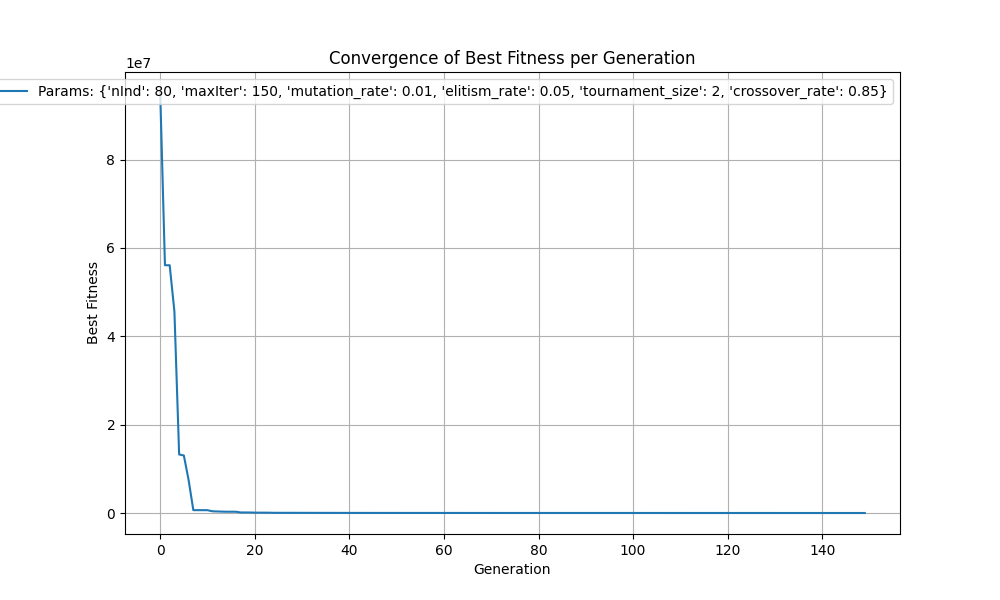 Convergence of Best Fitness per Generation
1e7
Params: {'nInd': 80, 'maxIter': 150, 'mutation_rate': 0.01, 'elitism_rate': 0.05, 'tournament_size': 2, 'crossover_rate': 0.85}
8
6
4
2
0
Best Fitness
0 20 40 60 80 100 120 140
Generation